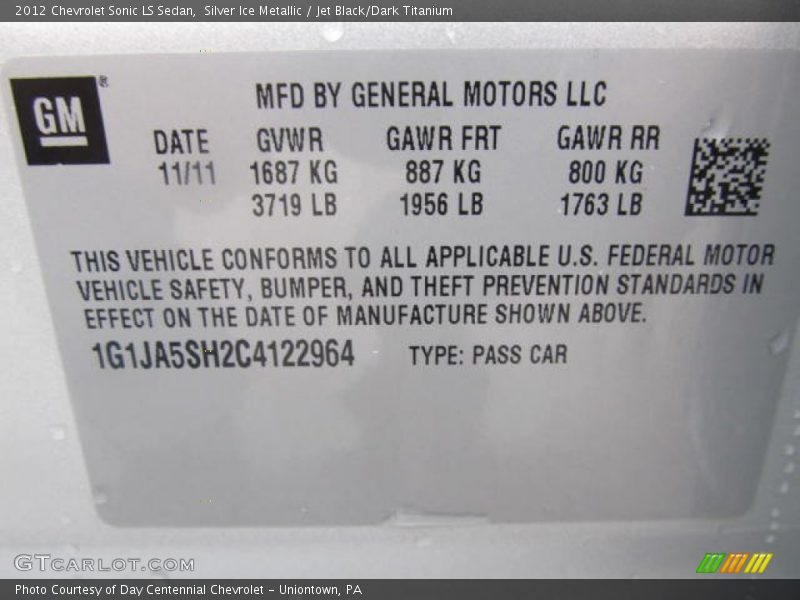 2012 Chevrolet Sonic LS Sedan, Silver Ice Metallic / Jet Black/Dark Titanium
GM ®
MFD BY GENERAL MOTORS LLC
DATE GVWR GAWR FRT GAWR RR
11/11 1687 KG 887 KG 800 KG
3719 LB 1956 LB 1763 LB
THIS VEHICLE CONFORMS TO ALL APPLICABLE U.S. FEDERAL MOTOR
VEHICLE SAFETY, BUMPER, AND THEFT PREVENTION STANDARDS IN
EFFECT ON THE DATE OF MANUFACTURE SHOWN ABOVE.
1G1JA5SH2C4122964 TYPE: PASS CAR
GTCARLOT.COM
Photo Courtesy of Day Centennial Chevrolet - Uniontown, PA